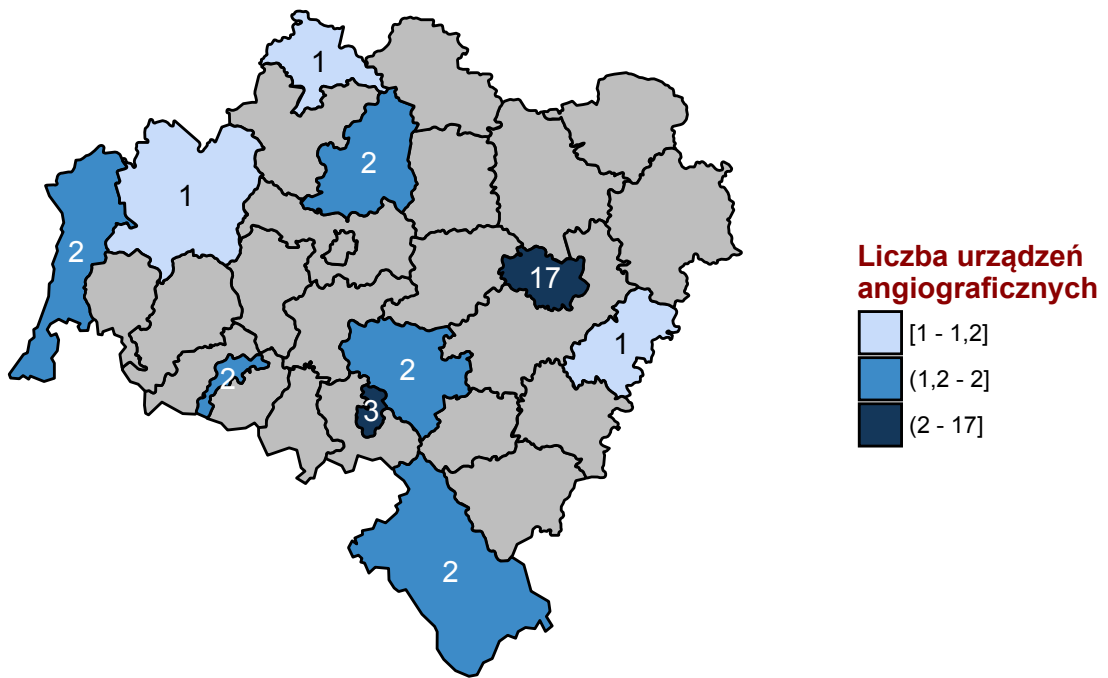 1
2
1
2
17
1
2
2
3
2
Liczba urządzeń
angiograficznych
[1 - 1,2]
(1,2 - 2]
(2 - 17]